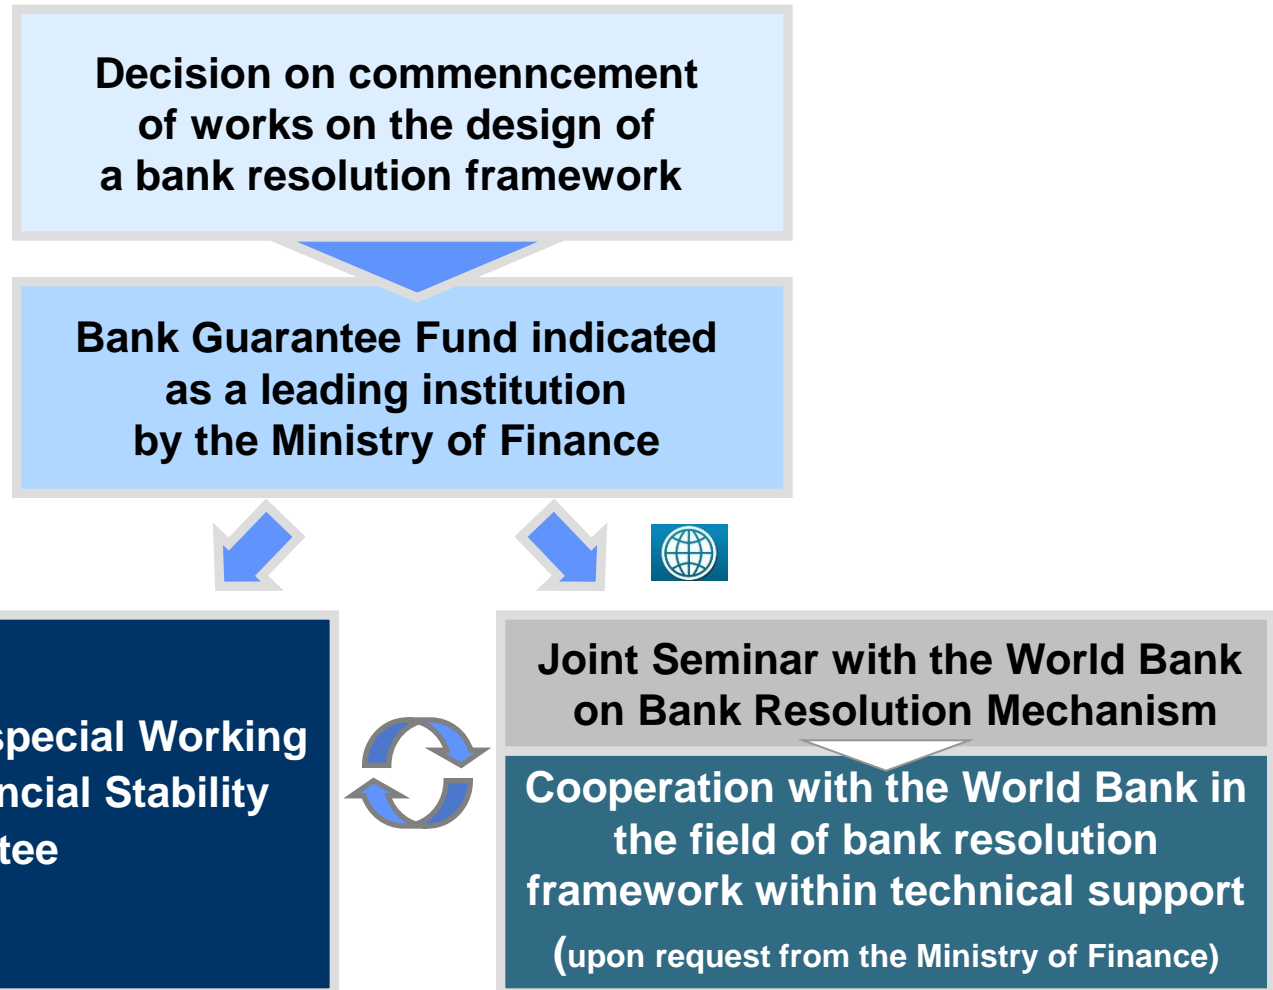 Decision on commenncement
of works on the design of
a bank resolution framework
Bank Guarantee Fund indicated
as a leading institution
by the Ministry of Finance
special Working
ncial Stability
tee
Joint Seminar with the World Bank
on Bank Resolution Mechanism
Cooperation with the World Bank in
the field of bank resolution
framework within technical support
(upon request from the Ministry of Finance)